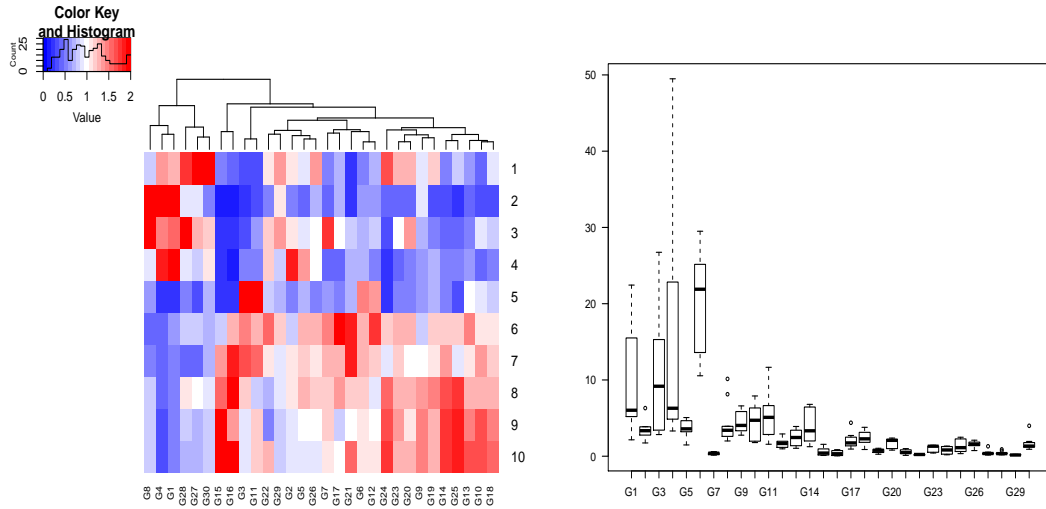 Color Key
and Histogram
Count
0 25
0 0.5 1 1.5 2
Value
1
2
3
4
5
6
7
8
9
10
G8 G4 G1 G28 G27 G30 G15 G16 G3 G11 G22 G29 G2 G5 G26 G7 G17 G21 G6 G12 G24 G23 G20 G9 G19 G14 G25 G13 G10 G18
50
40
30
20
10
0
G1 G3 G5 G7 G9 G11 G14 G17 G20 G23 G26 G29